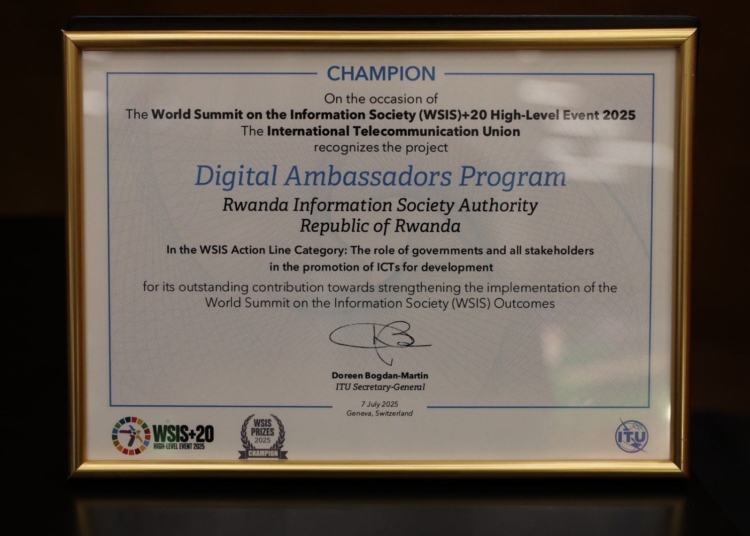 CHAMPION
On the occasion of
The World Summit on the Information Society (WSIS)+20 High-Level Event 2025
The International Telecommunication Union
recognizes the project
Digital Ambassadors Program
Rwanda Information Society Authority
Republic of Rwanda
In the WSIS Action Line Category: The role of governments and all stakeholders
in the promotion of ICTs for development
for its outstanding contribution towards strengthening the implementation of the
World Summit on the Information Society (WSIS) Outcomes
Doreen Bogdan-Martin
ITU Secretary-General
7 July 2025
Geneva, Switzerland
WSIS+20
HIGH-LEVEL EVENT 2025
WSIS
PRIZES
2025
CHAMPION
ITU